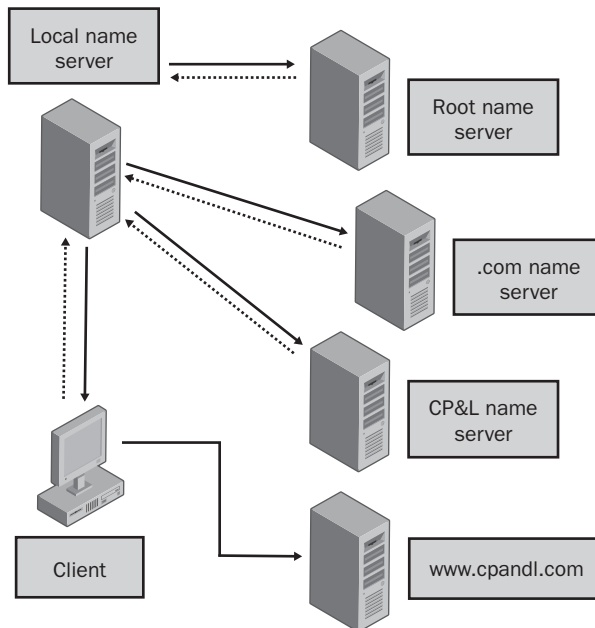 Local name
server
Root name
server
.com name
server
CP&L name
server
Client
www.cpandl.com